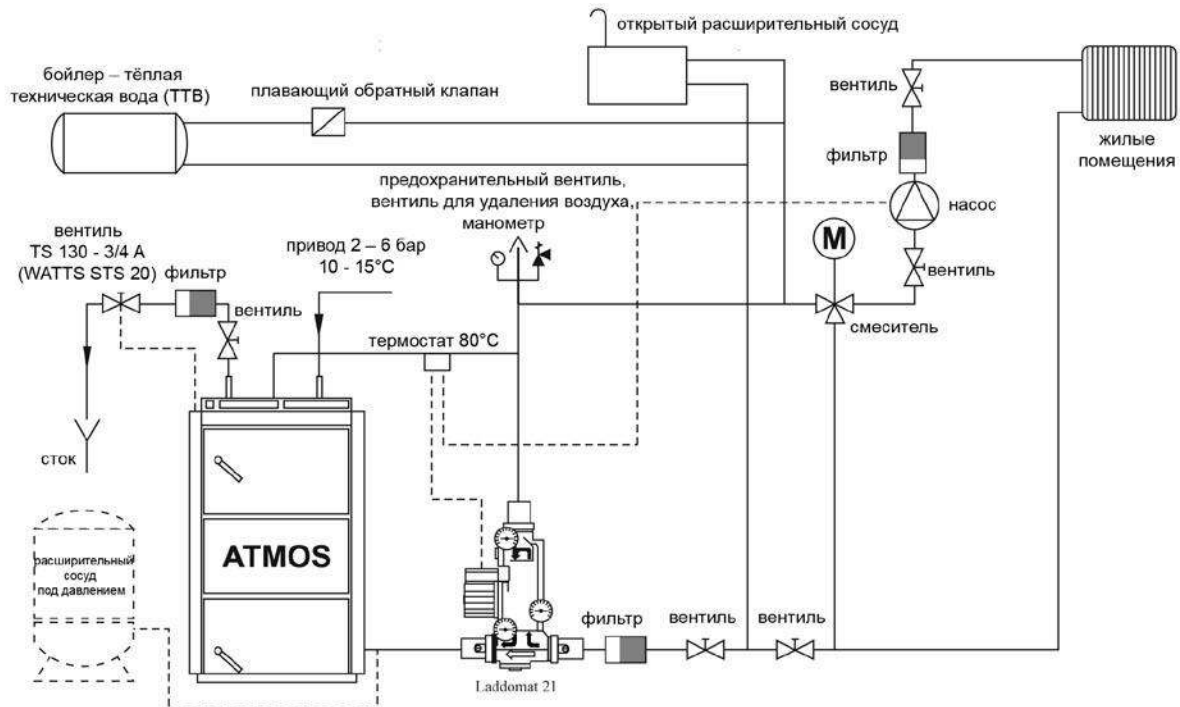 открытый расширительный сосуд
бойлер – тёплая
техническая вода (ТТВ)
плавающий обратный клапан
вентиль
фильтр
жилые
помещения
предохранительный вентиль,
вентиль для удаления воздуха,
манометр
насос
вентиль
TS 130 - 3/4 A
(WATTS STS 20)
фильтр
привод 2 – 6 бар
10 - 15°C
M
вентиль
вентиль
смеситель
термостат 80°C
сток
ATMOS
расширительный
сосуд
под давлением
фильтр
вентиль
вентиль
Laddomat 21